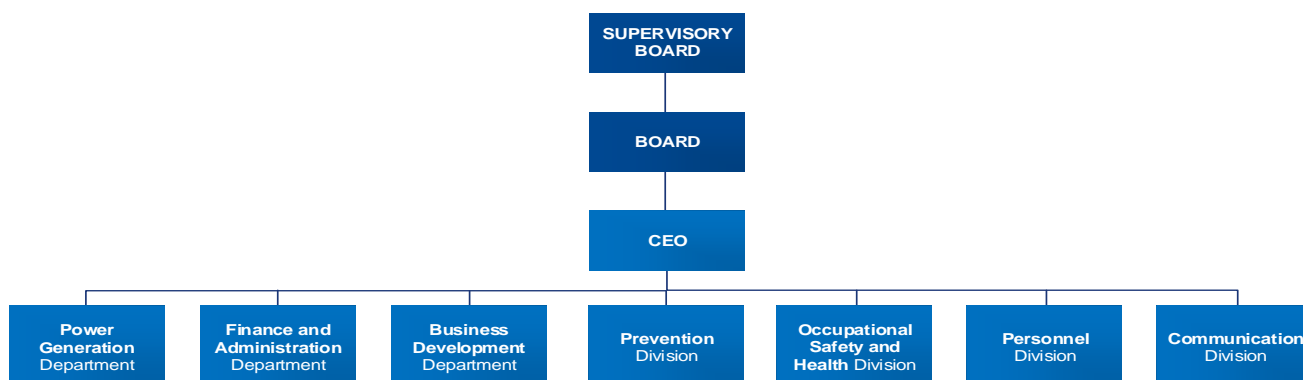 SUPERVISORY
BOARD
BOARD
CEO
Power
Generation
Department
Finance and
Administration
Department
Business
Development
Department
Prevention
Division
Occupational
Safety and
Health Division
Personnel
Division
Communication
Division